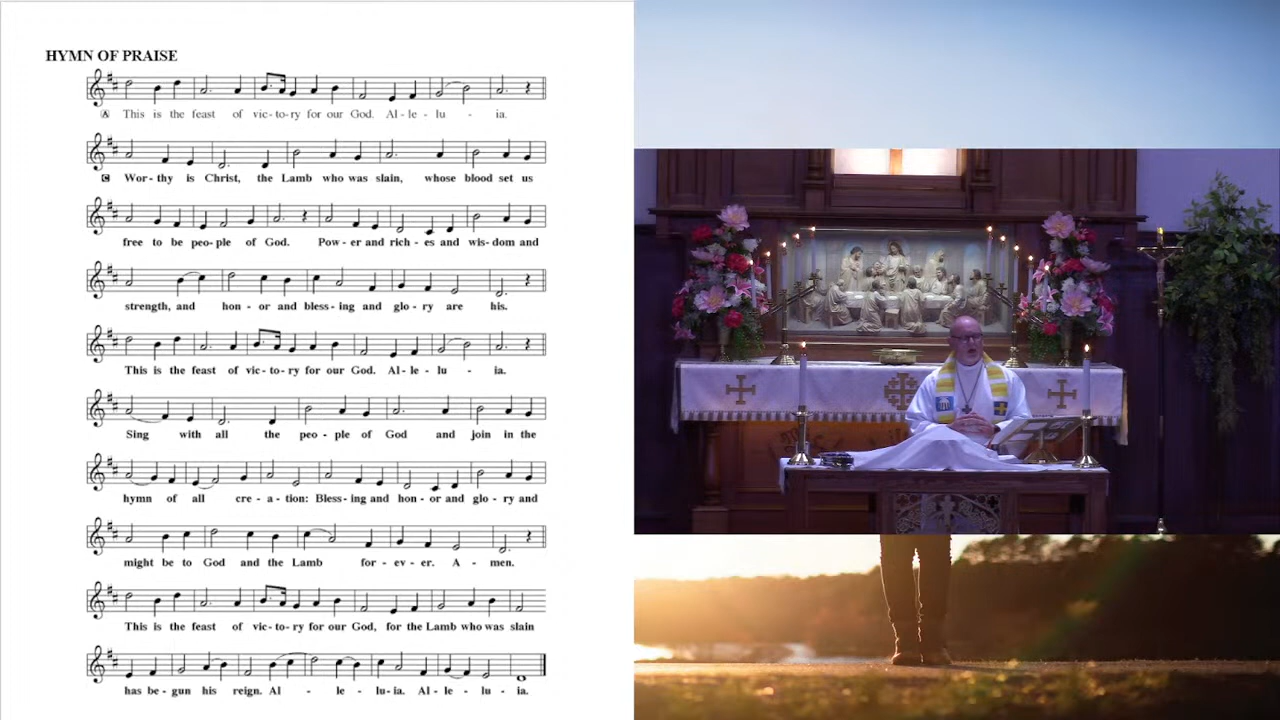 HYMN OF PRAISE
Ⓐ This is the feast of vic-to-ry for our God. Al-le-lu-ia.
🅲 Wor-thy is Christ, the Lamb who was slain, whose blood set us
free to be peo-ple of God. Pow-er and rich-es and wis-dom and
strength, and hon-or and bless-ing and glo-ry are his.
This is the feast of vic-to-ry for our God. Al-le-lu-ia.
Sing with all the peo-ple of God and join in the
hymn of all cre-a-tion: Bless-ing and hon-or and glo-ry and
might be to God and the Lamb for-ev-er. A-men.
This is the feast of vic-to-ry for our God, for the Lamb who was slain
has be-gun his reign. Al-le-lu-ia. Al-le-lu-ia.